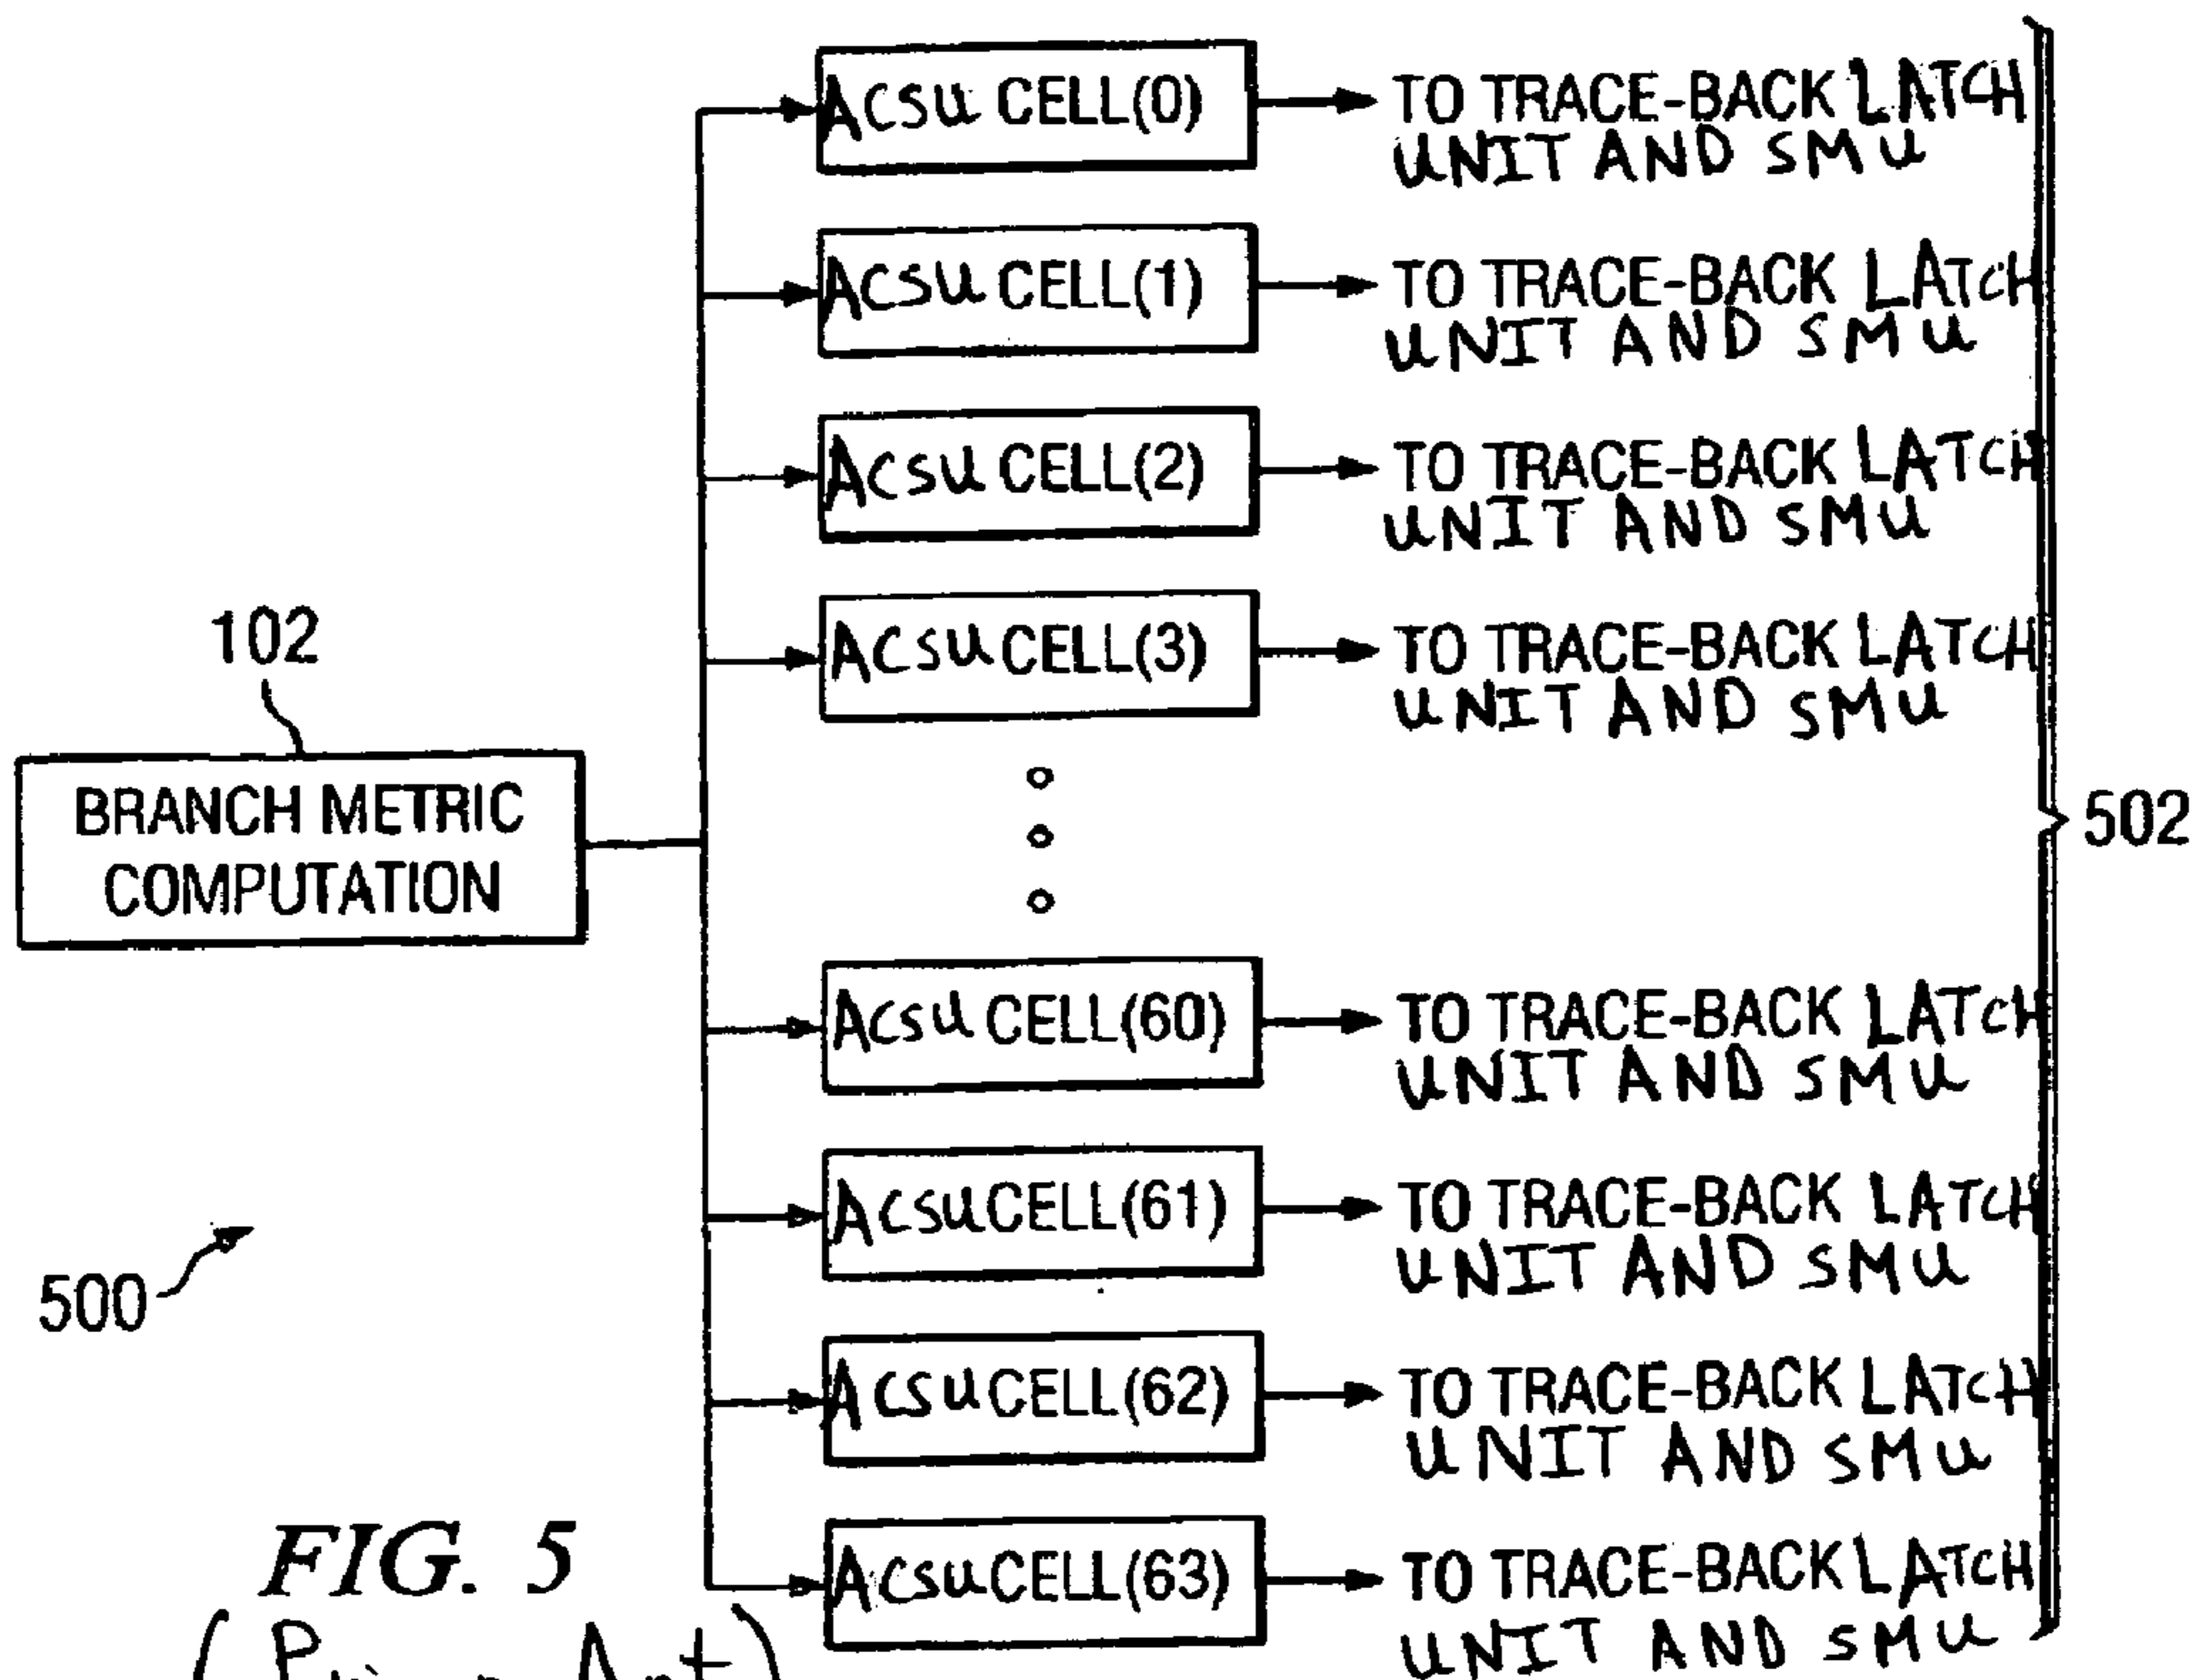 ACSU CELL(0)
TO TRACE-BACK LATCH
UNIT AND SMU
ACSU CELL(1)
TO TRACE-BACK LATCH
UNIT AND SMU
ACSU CELL(2)
TO TRACE-BACK LATCH
UNIT AND SMU
ACSU CELL(3)
TO TRACE-BACK LATCH
UNIT AND SMU
102
BRANCH METRIC
COMPUTATION
502
ACSU CELL(60)
TO TRACE-BACK LATCH
UNIT AND SMU
ACSU CELL(61)
TO TRACE-BACK LATCH
UNIT AND SMU
500
ACSU CELL(62)
TO TRACE-BACK LATCH
UNIT AND SMU
ACSU CELL(63)
TO TRACE-BACK LATCH
UNIT AND SMU
FIG. 5
(Prior Art)